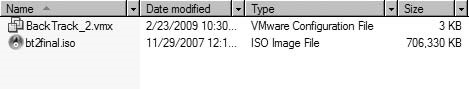 Name Date modified Type Size
BackTrack_2.vmx 2/23/2009 10:30... VMware Configuration File 3 KB
bt2final.iso 11/29/2007 12:1... ISO Image File 706,330 KB